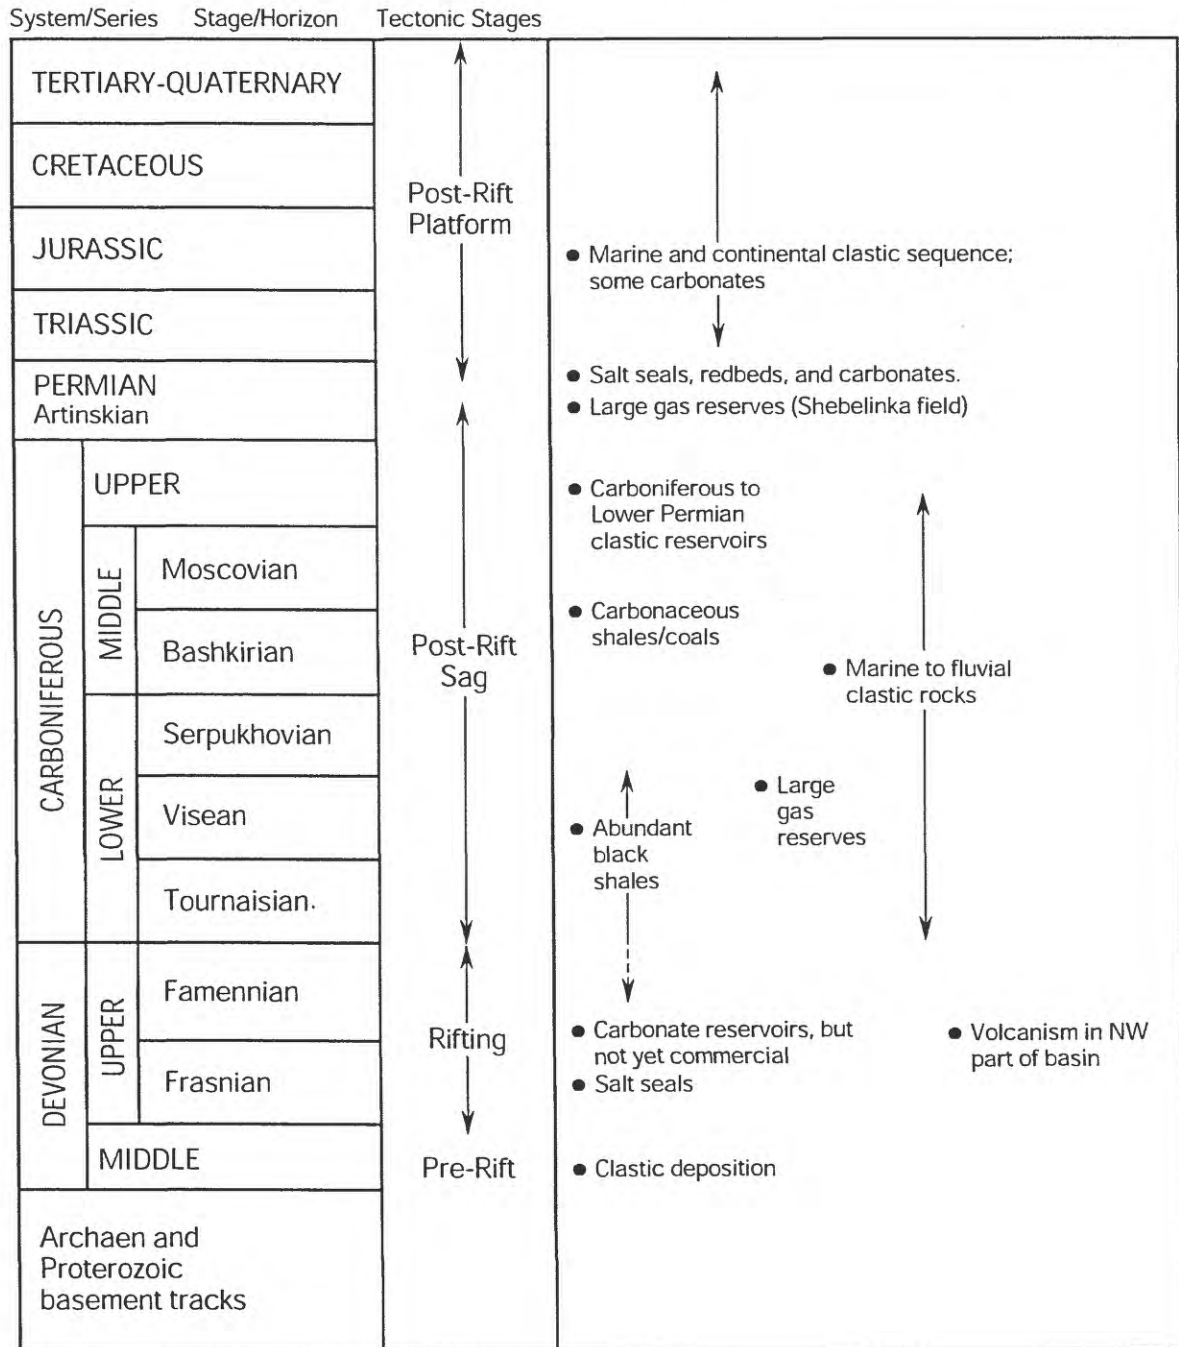 System/Series Stage/Horizon Tectonic Stages
TERTIARY-QUATERNARY
CRETACEOUS
JURASSIC
TRIASSIC
PERMIAN
Artinskian
CARBONIFEROUS
UPPER
MIDDLE
Moscovian
Bashkirian
LOWER
Serpukhovian
Visean
Tournaisian.
DEVONIAN
UPPER
Famennian
Frasnian
MIDDLE
Archaen and
Proterozoic
basement tracks
Post-Rift
Platform
Post-Rift
Sag
Rifting
Pre-Rift
● Marine and continental clastic sequence;
some carbonates
● Salt seals, redbeds, and carbonates.
● Large gas reserves (Shebelinka field)
● Carboniferous to
Lower Permian
clastic reservoirs
● Carbonaceous
shales/coals
● Marine to fluvial
clastic rocks
● Large
gas
reserves
● Abundant
black
shales
● Carbonate reservoirs, but
not yet commercial
● Salt seals
● Volcanism in NW
part of basin
● Clastic deposition